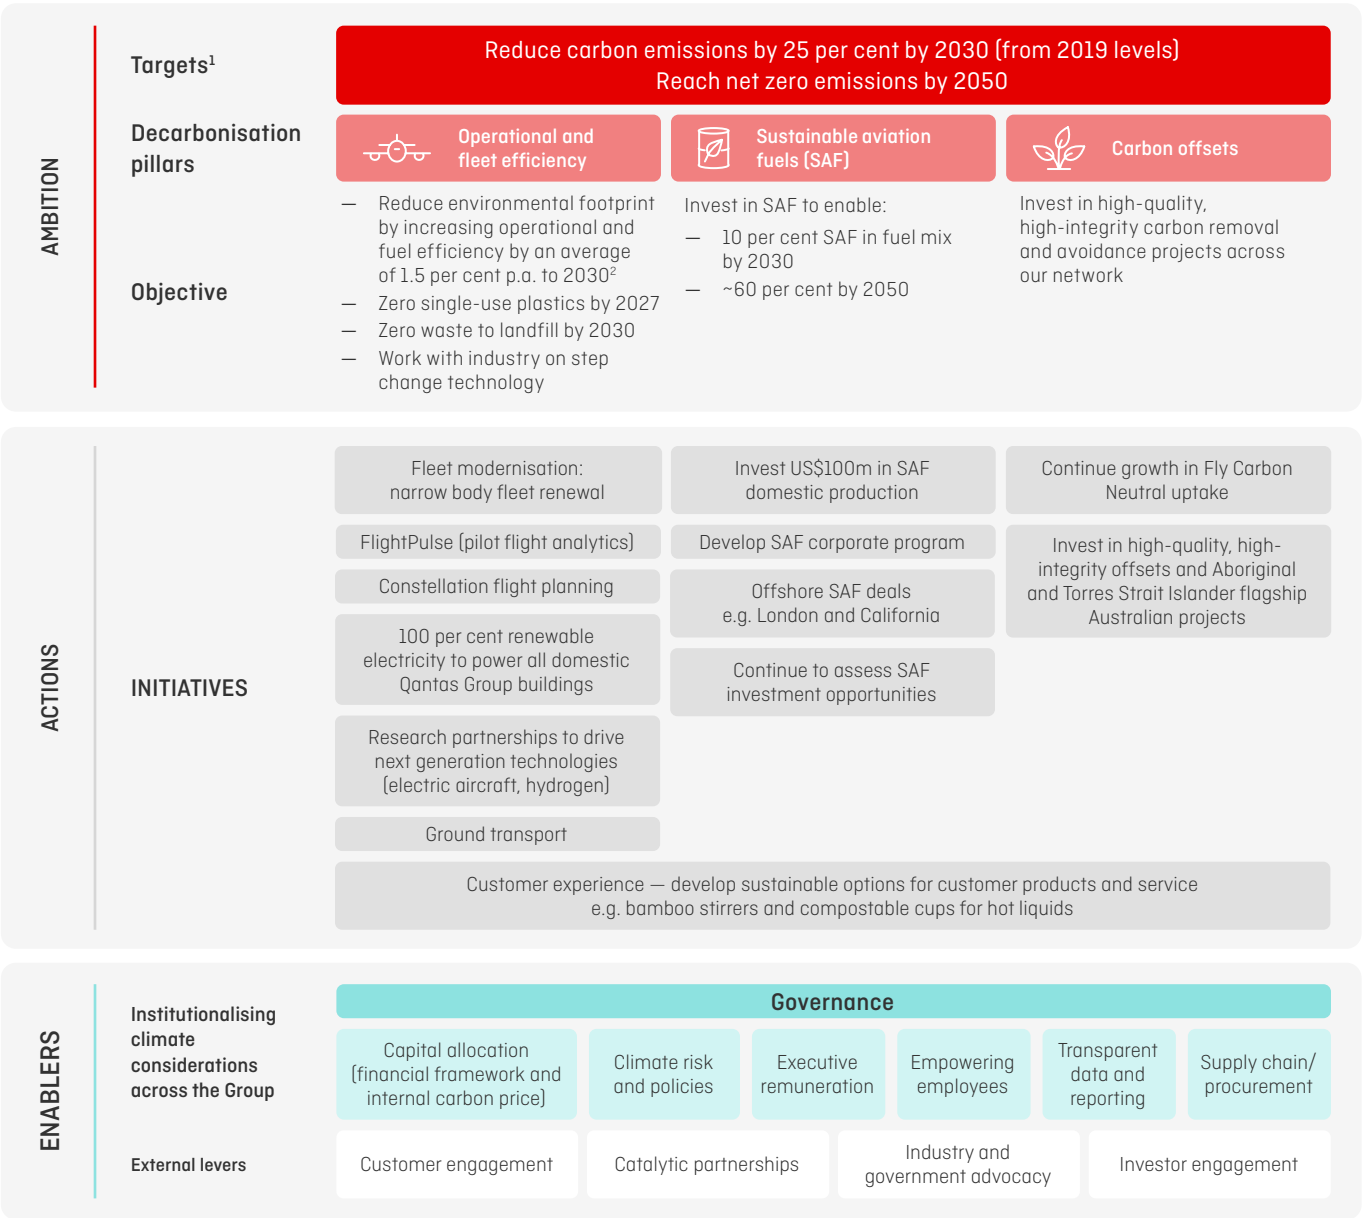 AMBITION
Targets¹
Reduce carbon emissions by 25 per cent by 2030 (from 2019 levels)
Reach net zero emissions by 2050
Decarbonisation
pillars
Operational and
fleet efficiency
Sustainable aviation
fuels (SAF)
Carbon offsets
Objective
— Reduce environmental footprint
by increasing operational and
fuel efficiency by an average
of 1.5 per cent p.a. to 2030²
— Zero single-use plastics by 2027
— Zero waste to landfill by 2030
— Work with industry on step
change technology
Invest in SAF to enable:
— 10 per cent SAF in fuel mix
by 2030
— ~60 per cent by 2050
Invest in high-quality,
high-integrity carbon removal
and avoidance projects across
our network
ACTIONS
INITIATIVES
Fleet modernisation:
narrow body fleet renewal
FlightPulse (pilot flight analytics)
Constellation flight planning
100 per cent renewable
electricity to power all domestic
Qantas Group buildings
Research partnerships to drive
next generation technologies
(electric aircraft, hydrogen)
Ground transport
Invest US$100m in SAF
domestic production
Develop SAF corporate program
Offshore SAF deals
e.g. London and California
Continue to assess SAF
investment opportunities
Continue growth in Fly Carbon
Neutral uptake
Invest in high-quality, high-
integrity offsets and Aboriginal
and Torres Strait Islander flagship
Australian projects
Customer experience — develop sustainable options for customer products and service
e.g. bamboo stirrers and compostable cups for hot liquids
ENABLERS
Institutionalising
climate
considerations
across the Group
Governance
Capital allocation
(financial framework and
internal carbon price)
Climate risk
and policies
Executive
remuneration
Empowering
employees
Transparent
data and
reporting
Supply chain/
procurement
External levers
Customer engagement
Catalytic partnerships
Industry and
government advocacy
Investor engagement